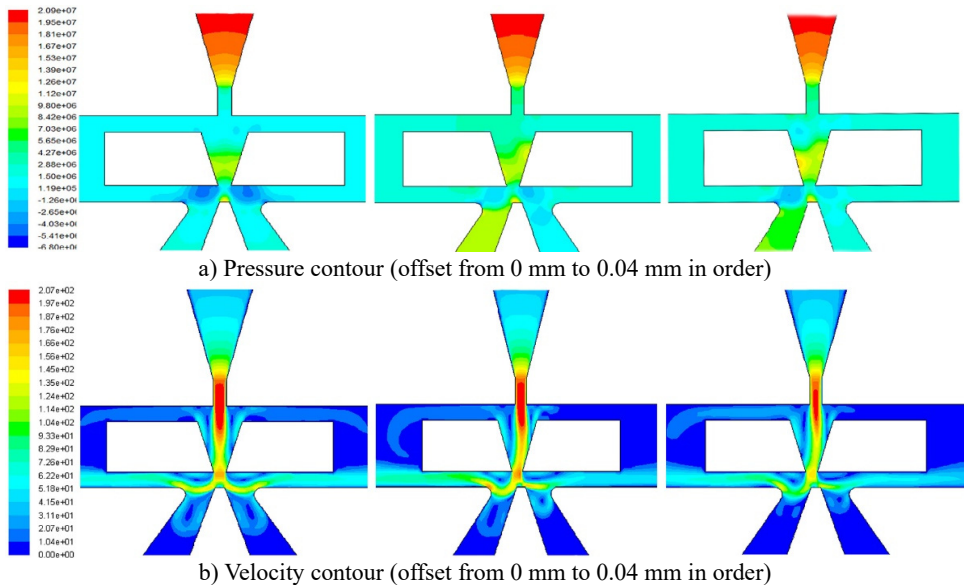 2.09e+07
1.95e+07
1.81e+07
1.67e+07
1.53e+07
1.40e+07
1.26e+07
1.12e+07
9.80e+06
8.42e+06
7.03e+06
5.65e+06
4.27e+06
2.88e+06
1.50e+06
1.19e+05
-1.26e+06
-2.65e+06
-4.03e+06
-5.41e+06
-6.80e+06
a) Pressure contour (offset from 0 mm to 0.04 mm in order)
2.07e+02
1.97e+02
1.87e+02
1.76e+02
1.66e+02
1.56e+02
1.45e+02
1.35e+02
1.24e+02
1.14e+02
1.04e+02
9.33e+01
8.29e+01
7.26e+01
6.22e+01
5.18e+01
4.15e+01
3.11e+01
2.07e+01
1.04e+01
0.00e+00
b) Velocity contour (offset from 0 mm to 0.04 mm in order)